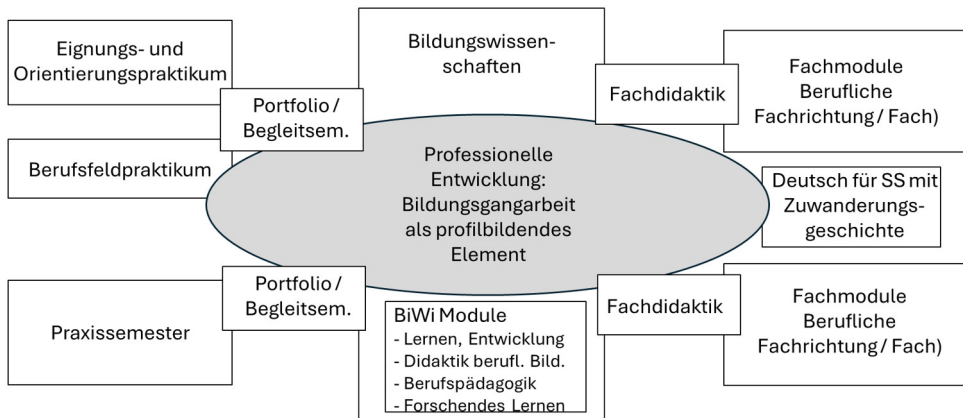 Eignungs- und
Orientierungspraktikum
Portfolio /
Begleitsem.
Berufsfeldpraktikum
Bildungswissen-
schaften
Fachdidaktik
Fachmodule
Berufliche
Fachrichtung / Fach)
Professionelle
Entwicklung:
Bildungsgangarbeit
als profilbildendes
Element
Deutsch für SS mit
Zuwanderungs-
geschichte
Praxissemester
Portfolio /
Begleitsem.
BiWi Module
- Lernen, Entwicklung
- Didaktik berufl. Bild.
- Berufspädagogik
- Forschendes Lernen
Fachdidaktik
Fachmodule
Berufliche
Fachrichtung / Fach)